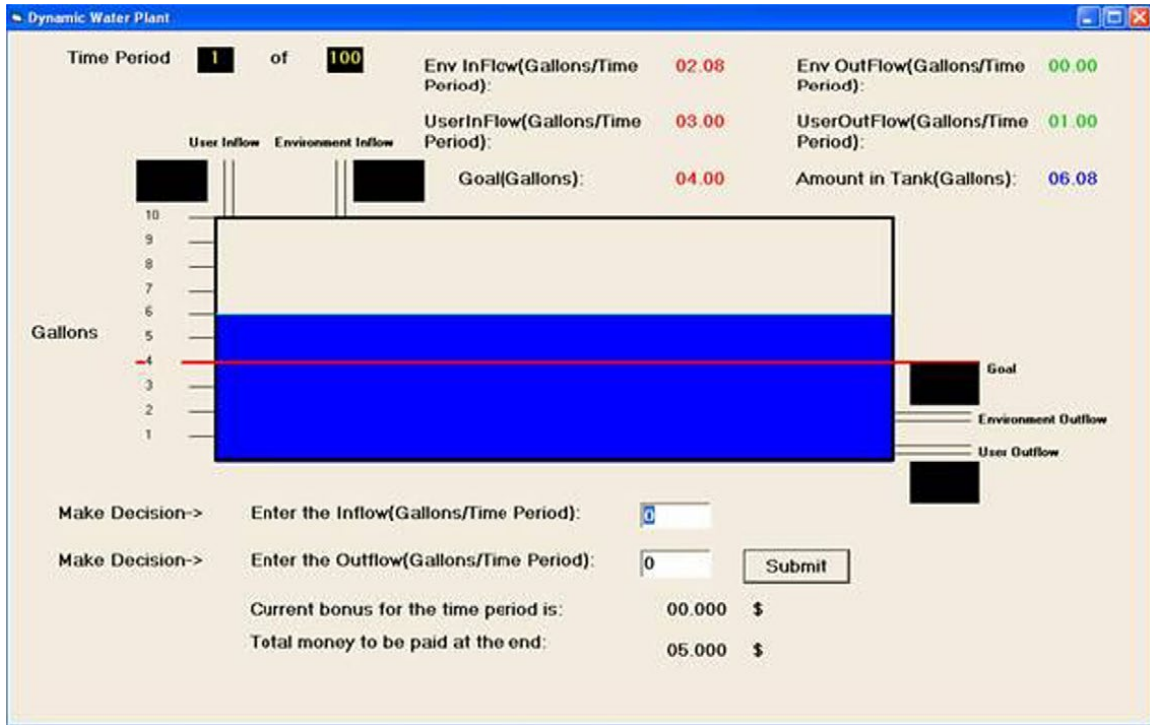 Dynamic Water Plant
Time Period 1 of 100
Env InFlow(Gallons/Time Period): 02.08
Env OutFlow(Gallons/Time Period): 00.00
UserInFlow(Gallons/Time Period): 03.00
UserOutFlow(Gallons/Time Period): 01.00
Goal(Gallons): 04.00
Amount in Tank(Gallons): 06.08
User Inflow Environment Inflow
10
9
8
7
6
Gallons
5
4
3
2
1
Goal
Environment Outflow
User Outflow
Make Decision-> Enter the Inflow(Gallons/Time Period): 0
Make Decision-> Enter the Outflow(Gallons/Time Period): 0 Submit
Current bonus for the time period is: 00.000 $
Total money to be paid at the end: 05.000 $